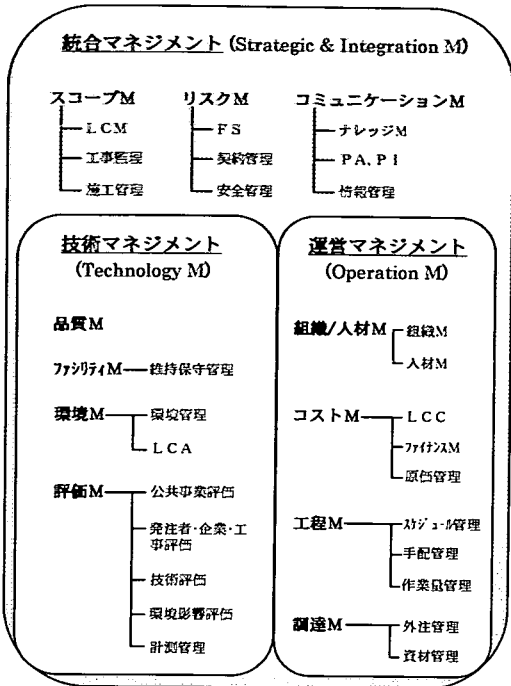 統合マネジメント (Strategic & Integration M)
スコープM
LCM
工事監理
施工管理
リスクM
FS
契約管理
安全管理
コミュニケーションM
ナレッジM
PA、PI
情報管理
技術マネジメント
(Technology M)
品質M
ファシリティM 維持保守管理
環境M 環境管理
LCA
評価M 公共事業評価
発注者・企業・工
事評価
技術評価
環境影響評価
計測管理
運営マネジメント
(Operation M)
組織/人材M 組織M
人材M
コストM LCC
ファイナンスM
原価管理
工程M スケジュール管理
手配管理
作業量管理
調達M 外注管理
資材管理